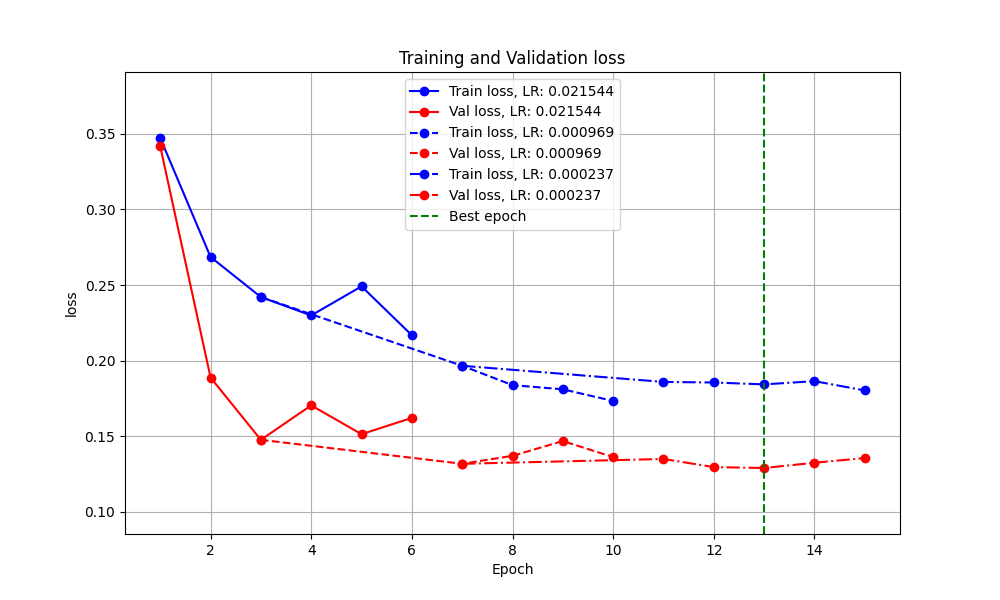 Training and Validation loss
Train loss, LR: 0.021544
Val loss, LR: 0.021544
Train loss, LR: 0.000969
Val loss, LR: 0.000969
Train loss, LR: 0.000237
Val loss, LR: 0.000237
Best epoch
0.35
0.30
0.25
0.20
0.15
0.10
loss
2 4 6 8 10 12 14
Epoch